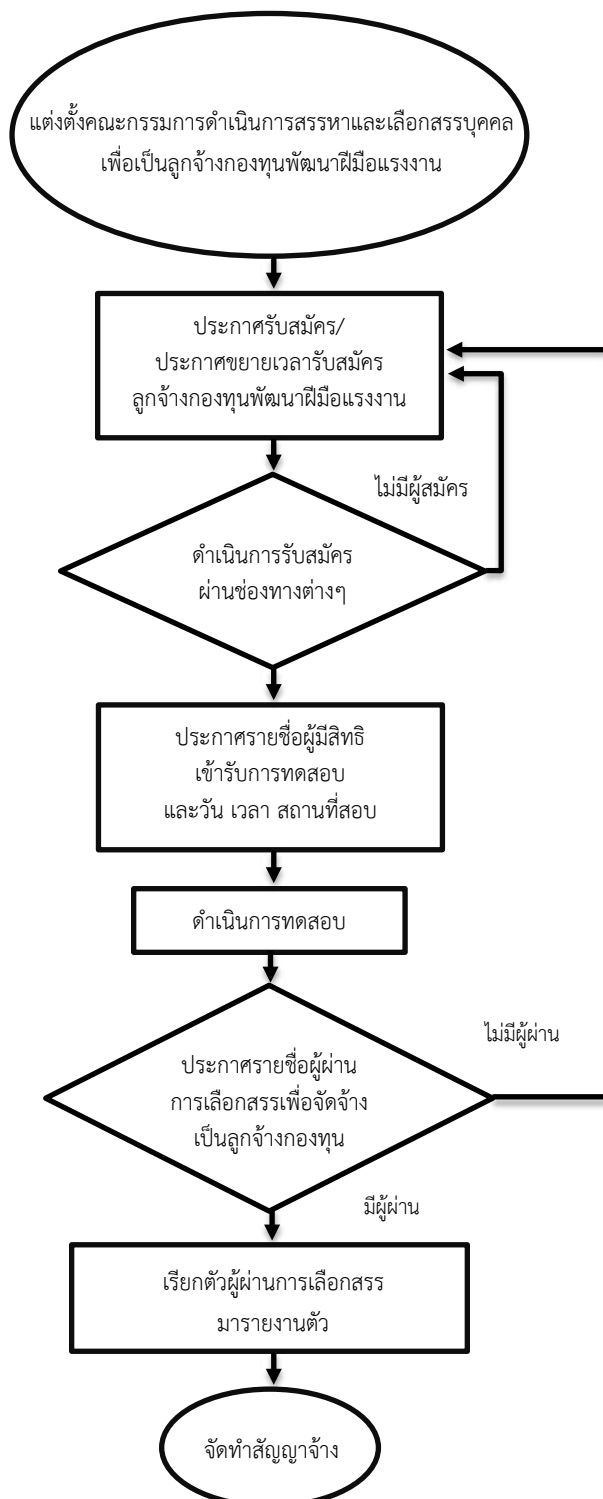 แต่งตั้งคณะกรรมการดำเนินการสรรหาและเลือกสรรบุคคล
เพื่อเป็นลูกจ้างกองทุนพัฒนาฝีมือแรงงาน
ประกาศรับสมัคร/
ประกาศขยายเวลารับสมัคร
ลูกจ้างกองทุนพัฒนาฝีมือแรงงาน
ไม่มีผู้สมัคร
ดำเนินการรับสมัคร
ผ่านช่องทางต่างๆ
ประกาศรายชื่อผู้มีสิทธิ
เข้ารับการทดสอบ
และวัน เวลา สถานที่สอบ
ดำเนินการทดสอบ
ไม่มีผู้ผ่าน
ประกาศรายชื่อผู้ผ่าน
การเลือกสรรเพื่อจัดจ้าง
เป็นลูกจ้างกองทุน
มีผู้ผ่าน
เรียกตัวผู้ผ่านการเลือกสรร
มารายงานตัว
จัดทำสัญญาจ้าง